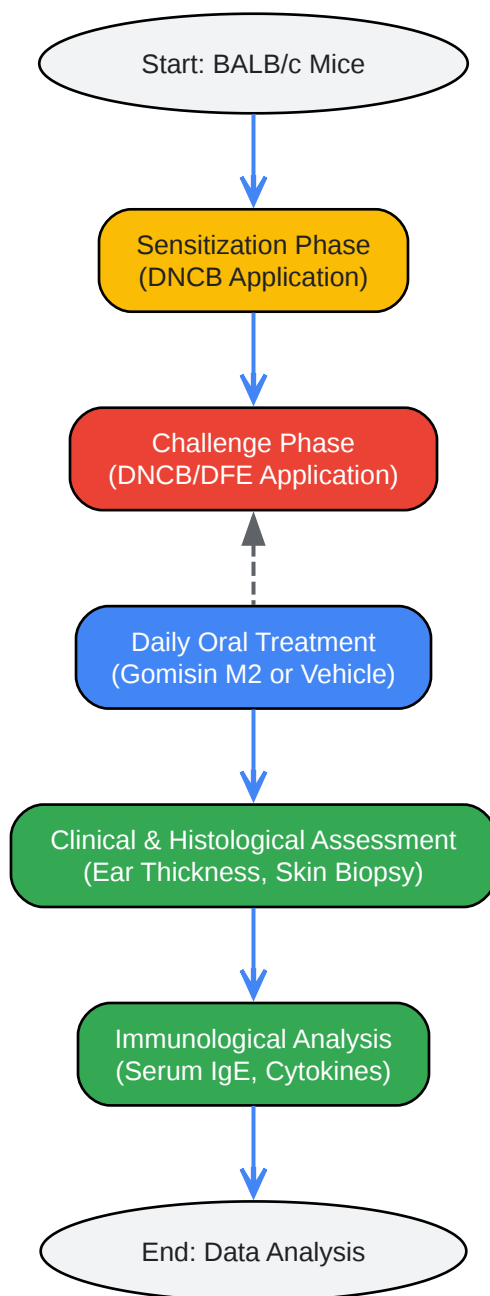 Start: BALB/c Mice
Sensitization Phase
(DNCB Application)
Challenge Phase
(DNCB/DFE Application)
Daily Oral Treatment
(Gomisin M2 or Vehicle)
Clinical & Histological Assessment
(Ear Thickness, Skin Biopsy)
Immunological Analysis
(Serum IgE, Cytokines)
End: Data Analysis